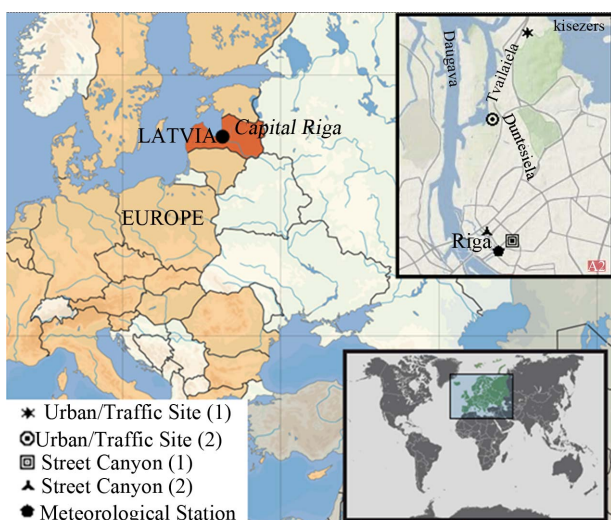 kisezers
Daugava
Tvailaiela
Duntesiela
LATVIA
Capital Riga
EUROPE
Riga
A2
Urban/Traffic Site (1)
Urban/Traffic Site (2)
Street Canyon (1)
Street Canyon (2)
Meteorological Station